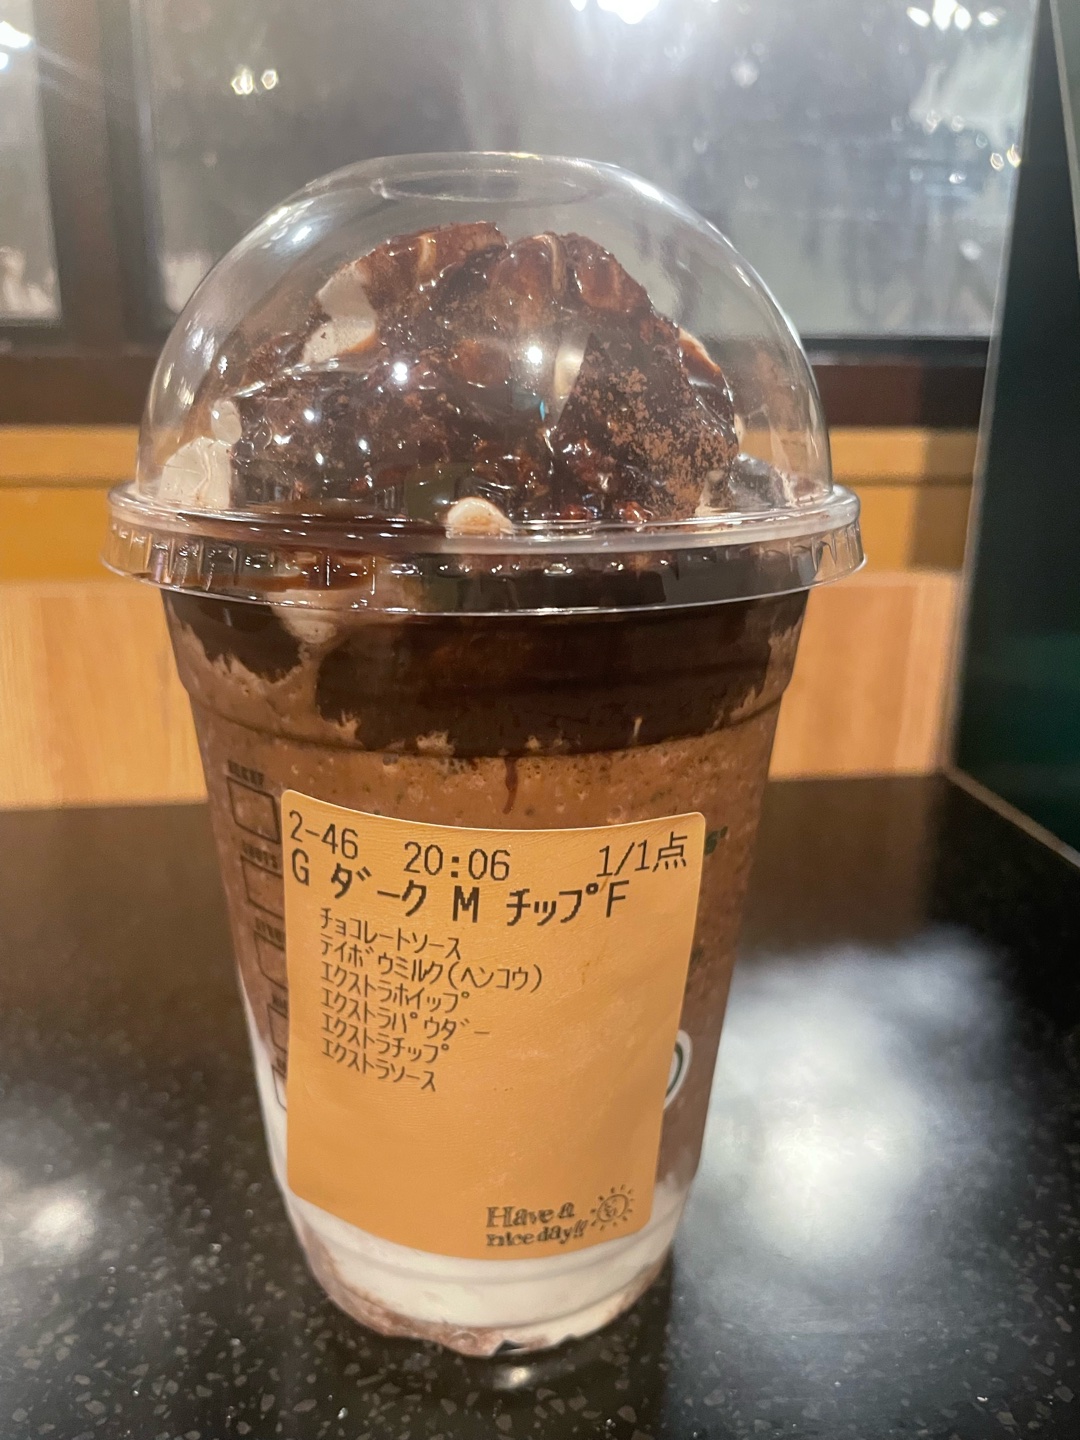 2-46 20:06 1/1点
G ダーク M チップF
チョコレートソース
テイボウミルク(ヘンコウ)
エクストラホイップ
エクストラパウダー
エクストラチップ
エクストラソース
Have a
nice day!!